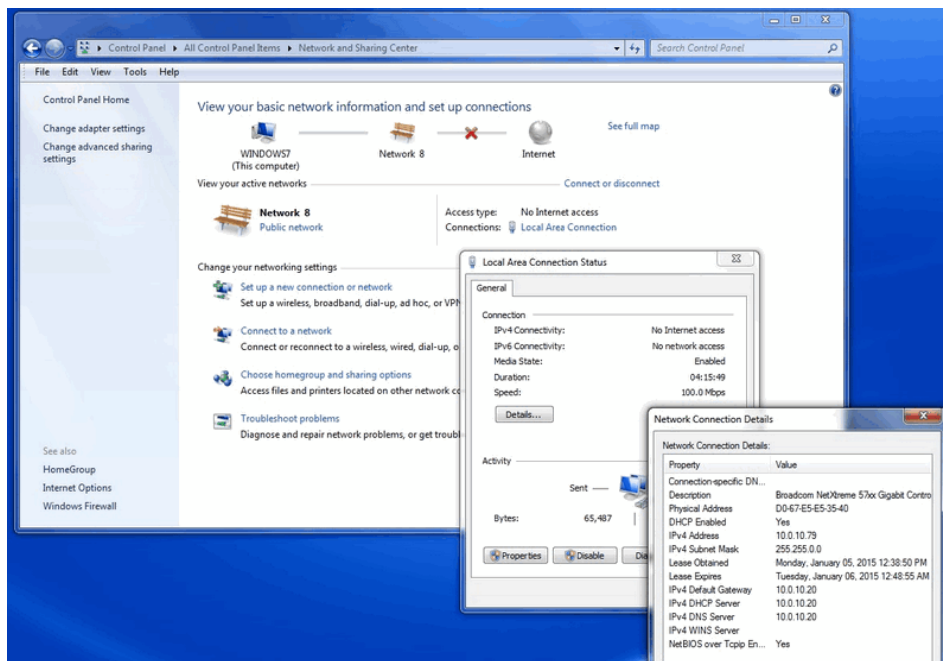 Control Panel ▸ All Control Panel Items ▸ Network and Sharing Center
Search Control Panel
File Edit View Tools Help
Control Panel Home
Change adapter settings
Change advanced sharing
settings
See also
HomeGroup
Internet Options
Windows Firewall
View your basic network information and set up connections
See full map
WINDOWS7
(This computer)
Network 8
Internet
View your active networks
Connect or disconnect
Network 8
Public network
Access type: No Internet access
Connections: Local Area Connection
Change your networking settings
Set up a new connection or network
Set up a wireless, broadband, dial-up, ad hoc, or VPN
Connect to a network
Connect or reconnect to a wireless, wired, dial-up, o
Choose homegroup and sharing options
Access files and printers located on other network co
Troubleshoot problems
Diagnose and repair network problems, or get troubl
Local Area Connection Status
General
Connection
IPv4 Connectivity: No Internet access
IPv6 Connectivity: No network access
Media State: Enabled
Duration: 04:15:49
Speed: 100.0 Mbps
Details...
Activity
Sent
Bytes: 65,487
Properties
Disable
Dia
Network Connection Details
Network Connection Details:
Property Value
Connection-specific DN...
Description Broadcom NetXtreme 57xx Gigabit Contro
Physical Address D0-67-E5-E5-35-40
DHCP Enabled Yes
IPv4 Address 10.0.10.79
IPv4 Subnet Mask 255.255.0.0
Lease Obtained Monday, January 05, 2015 12:38:50 PM
Lease Expires Tuesday, January 06, 2015 12:48:55 AM
IPv4 Default Gateway 10.0.10.20
IPv4 DHCP Server 10.0.10.20
IPv4 DNS Server 10.0.10.20
IPv4 WINS Server
NetBIOS over Tcpip En... Yes